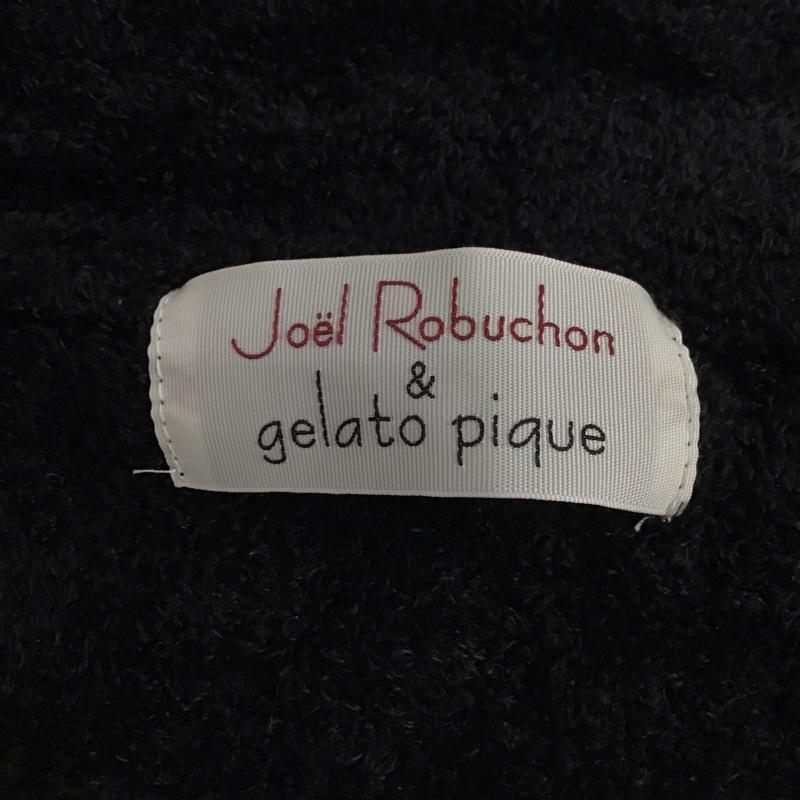 Joël Robuchon
&
gelato pique